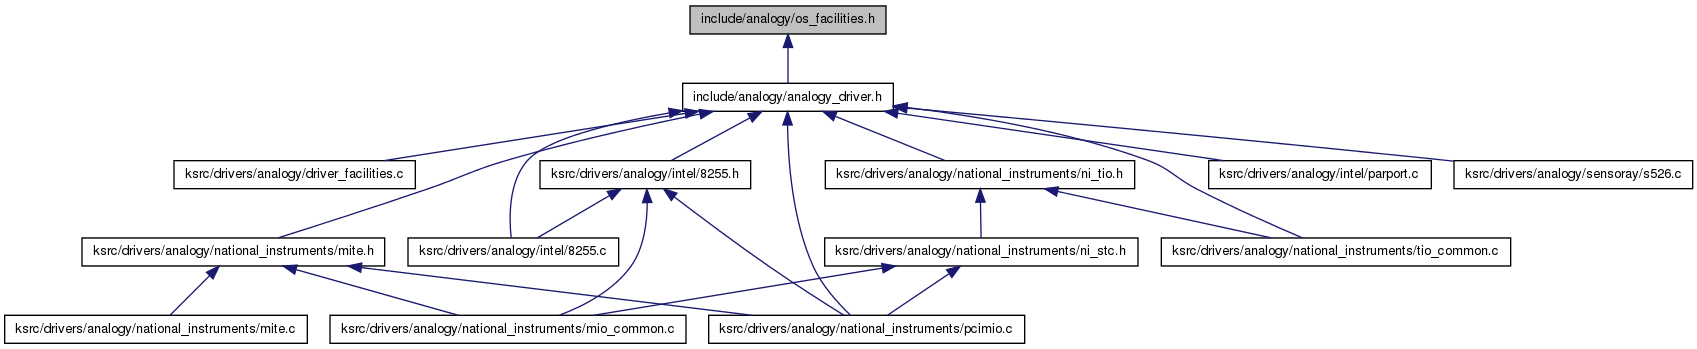 include/analogy/os_facilities.h
include/analogy/analogy_driver.h
ksrc/drivers/analogy/driver_facilities.c
ksrc/drivers/analogy/intel/8255.h
ksrc/drivers/analogy/national_instruments/ni_tio.h
ksrc/drivers/analogy/intel/parport.c
ksrc/drivers/analogy/sensoray/s526.c
ksrc/drivers/analogy/national_instruments/mite.h
ksrc/drivers/analogy/intel/8255.c
ksrc/drivers/analogy/national_instruments/ni_stc.h
ksrc/drivers/analogy/national_instruments/tio_common.c
ksrc/drivers/analogy/national_instruments/mite.c
ksrc/drivers/analogy/national_instruments/mio_common.c
ksrc/drivers/analogy/national_instruments/pcimio.c